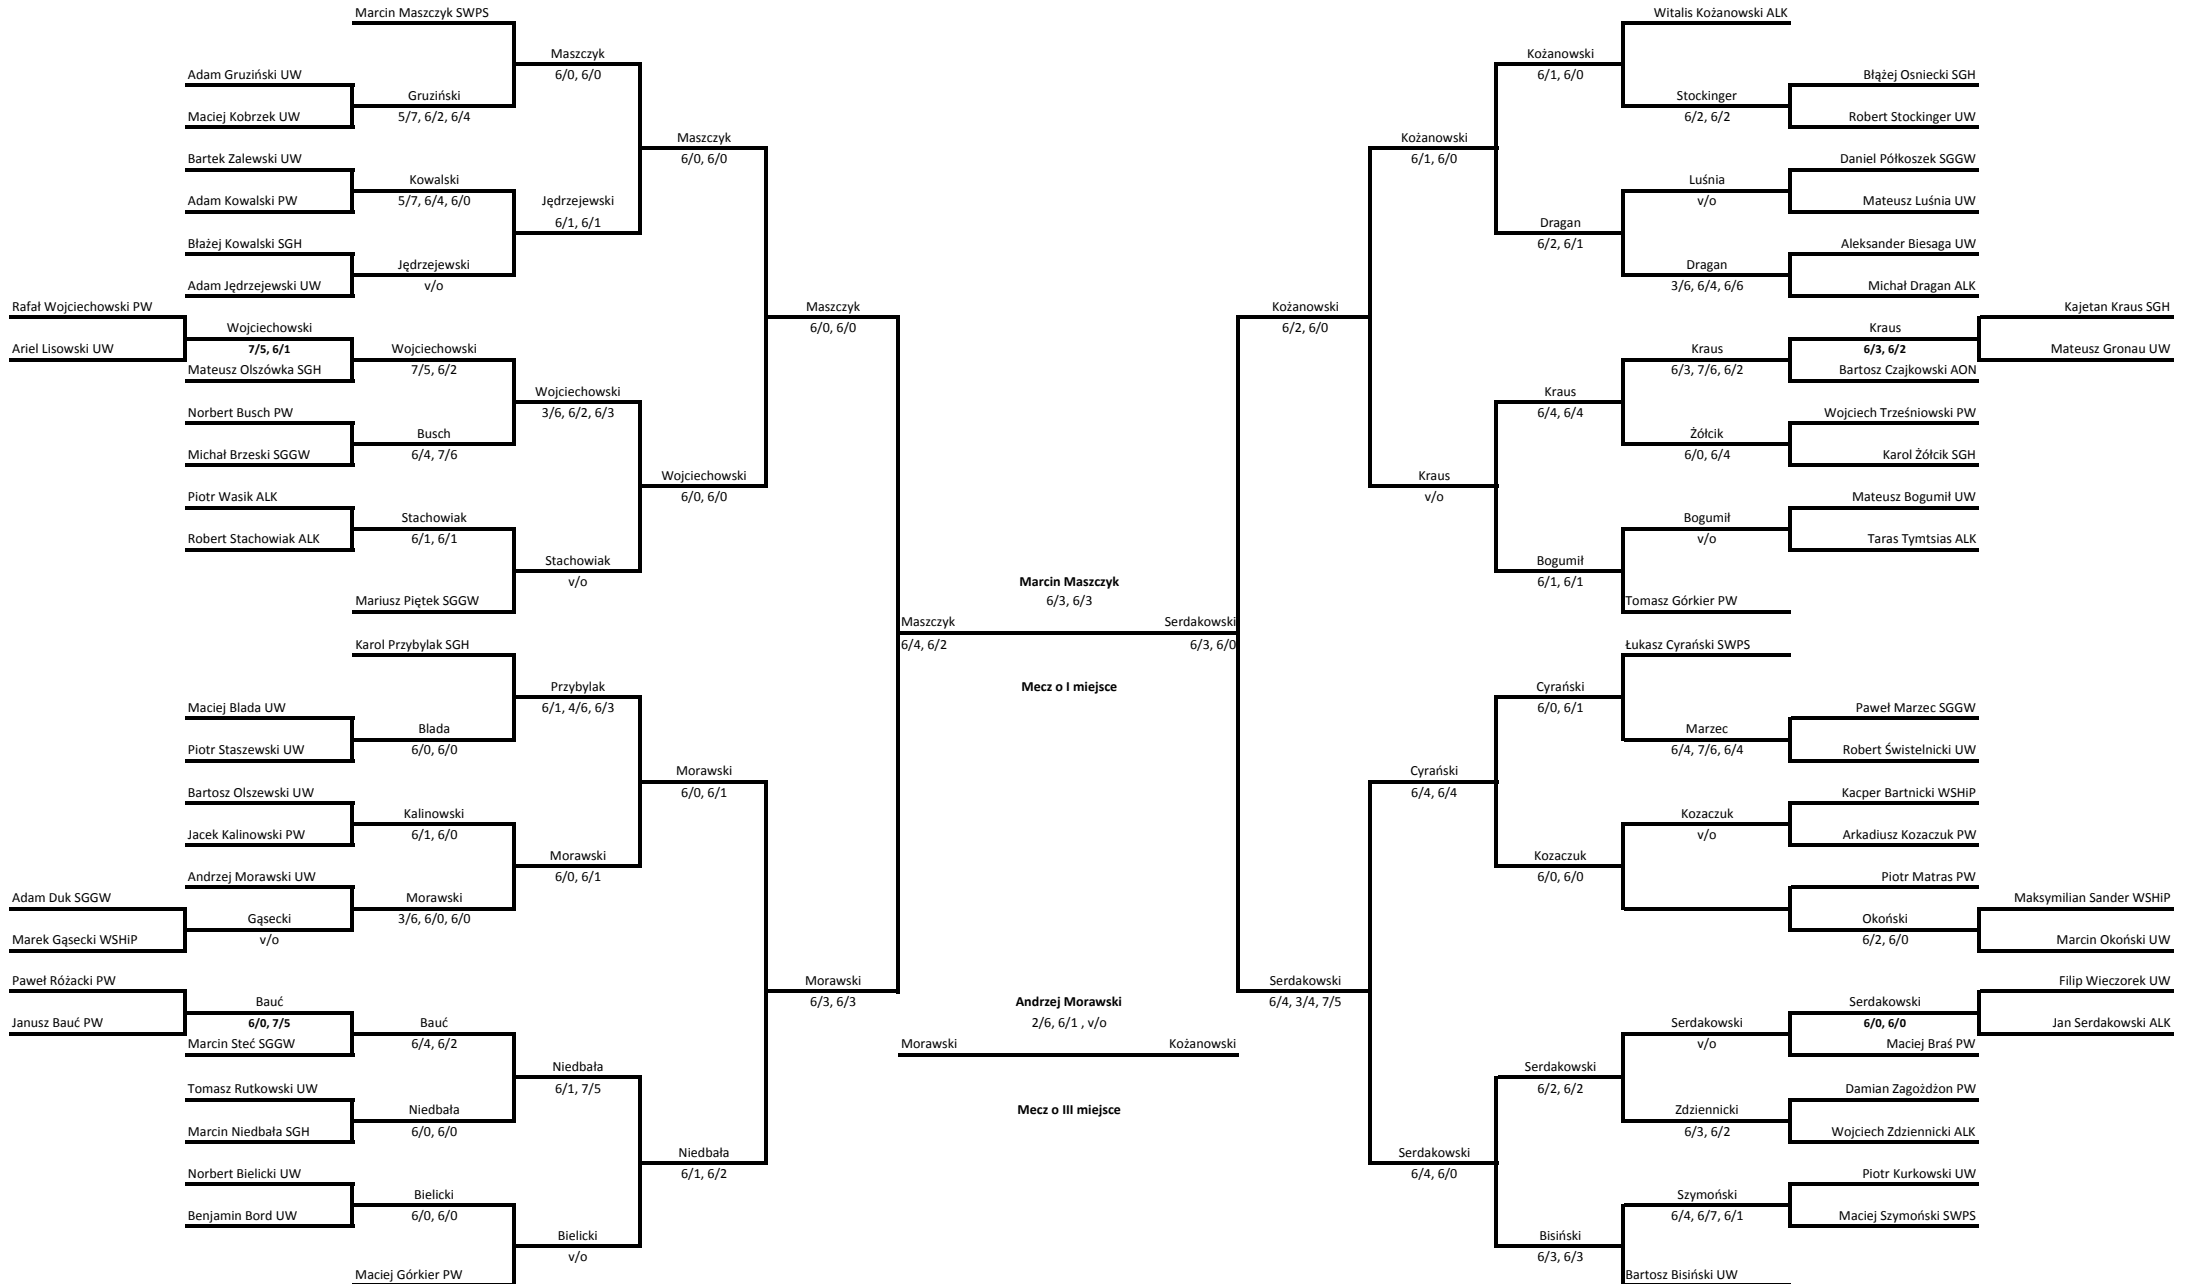 Marcin Maszczyk SWPS
Witalis Kożanowski ALK
Maszczyk
Kożanowski
6/0, 6/0
6/1, 6/0
Adam Gruziński UW
Błążej Osniecki SGH
Gruziński
Stockinger
5/7, 6/2, 6/4
6/2, 6/2
Maciej Kobrzek UW
Robert Stockinger UW
Maszczyk
Kożanowski
6/0, 6/0
6/1, 6/0
Bartek Zalewski UW
Daniel Półkoszek SGGW
Kowalski
Luśnia
5/7, 6/4, 6/0
v/o
Adam Kowalski PW
Mateusz Luśnia UW
Jędrzejewski
Dragan
6/1, 6/1
6/2, 6/1
Błażej Kowalski SGH
Aleksander Biesaga UW
Jędrzejewski
Dragan
v/o
3/6, 6/4, 6/6
Adam Jędrzejewski UW
Michał Dragan ALK
Rafał Wojciechowski PW
Maszczyk
Kożanowski
Kajetan Kraus SGH
6/0, 6/0
6/2, 6/0
Wojciechowski
Kraus
7/5, 6/1
6/3, 6/2
Ariel Lisowski UW
Mateusz Gronau UW
Wojciechowski
Kraus
7/5, 6/2
6/3, 7/6, 6/2
Mateusz Olszówka SGH
Bartosz Czajkowski AON
Wojciechowski
Kraus
3/6, 6/2, 6/3
6/4, 6/4
Norbert Busch PW
Wojciech Trześniowski PW
Busch
Żółcik
6/4, 7/6
6/0, 6/4
Michał Brzeski SGGW
Karol Żółcik SGH
Wojciechowski
Kraus
6/0, 6/0
v/o
Piotr Wasik ALK
Mateusz Bogumił UW
Stachowiak
Bogumił
6/1, 6/1
v/o
Robert Stachowiak ALK
Taras Tymtsias ALK
Stachowiak
Bogumił
v/o
6/1, 6/1
Marcin Maszczyk
6/3, 6/3
Mariusz Piętek SGGW
Tomasz Górkier PW
Maszczyk
Serdakowski
6/4, 6/2
6/3, 6/0
Karol Przybylak SGH
Łukasz Cyrański SWPS
Mecz o I miejsce
Przybylak
Cyrański
6/1, 4/6, 6/3
6/0, 6/1
Maciej Blada UW
Paweł Marzec SGGW
Blada
Marzec
6/0, 6/0
6/4, 7/6, 6/4
Piotr Staszewski UW
Robert Świstelnicki UW
Morawski
Cyrański
6/0, 6/1
6/4, 6/4
Bartosz Olszewski UW
Kacper Bartnicki WSHiP
Kalinowski
Kozaczuk
6/1, 6/0
v/o
Jacek Kalinowski PW
Arkadiusz Kozaczuk PW
Morawski
Kozaczuk
6/0, 6/1
6/0, 6/0
Andrzej Morawski UW
Piotr Matras PW
Adam Duk SGGW
Morawski
Maksymilian Sander WSHiP
3/6, 6/0, 6/0
Gąsecki
Okoński
v/o
6/2, 6/0
Marek Gąsecki WSHiP
Marcin Okoński UW
Paweł Różacki PW
Morawski
Serdakowski
Filip Wieczorek UW
6/3, 6/3
6/4, 3/4, 7/5
Bauć
Andrzej Morawski
Serdakowski
6/0, 7/5
2/6, 6/1 , v/o
6/0, 6/0
Janusz Bauć PW
Jan Serdakowski ALK
Bauć
Serdakowski
6/4, 6/2
v/o
Marcin Steć SGGW
Morawski
Kożanowski
Maciej Braś PW
Niedbała
Serdakowski
6/1, 7/5
6/2, 6/2
Tomasz Rutkowski UW
Damian Zagożdżon PW
Niedbała
Mecz o III miejsce
Zdziennicki
6/0, 6/0
6/3, 6/2
Marcin Niedbała SGH
Wojciech Zdziennicki ALK
Niedbała
Serdakowski
6/1, 6/2
6/4, 6/0
Norbert Bielicki UW
Piotr Kurkowski UW
Bielicki
Szymoński
6/0, 6/0
6/4, 6/7, 6/1
Benjamin Bord UW
Maciej Szymoński SWPS
Bielicki
Bisiński
v/o
6/3, 6/3
Maciej Górkier PW
Bartosz Bisiński UW